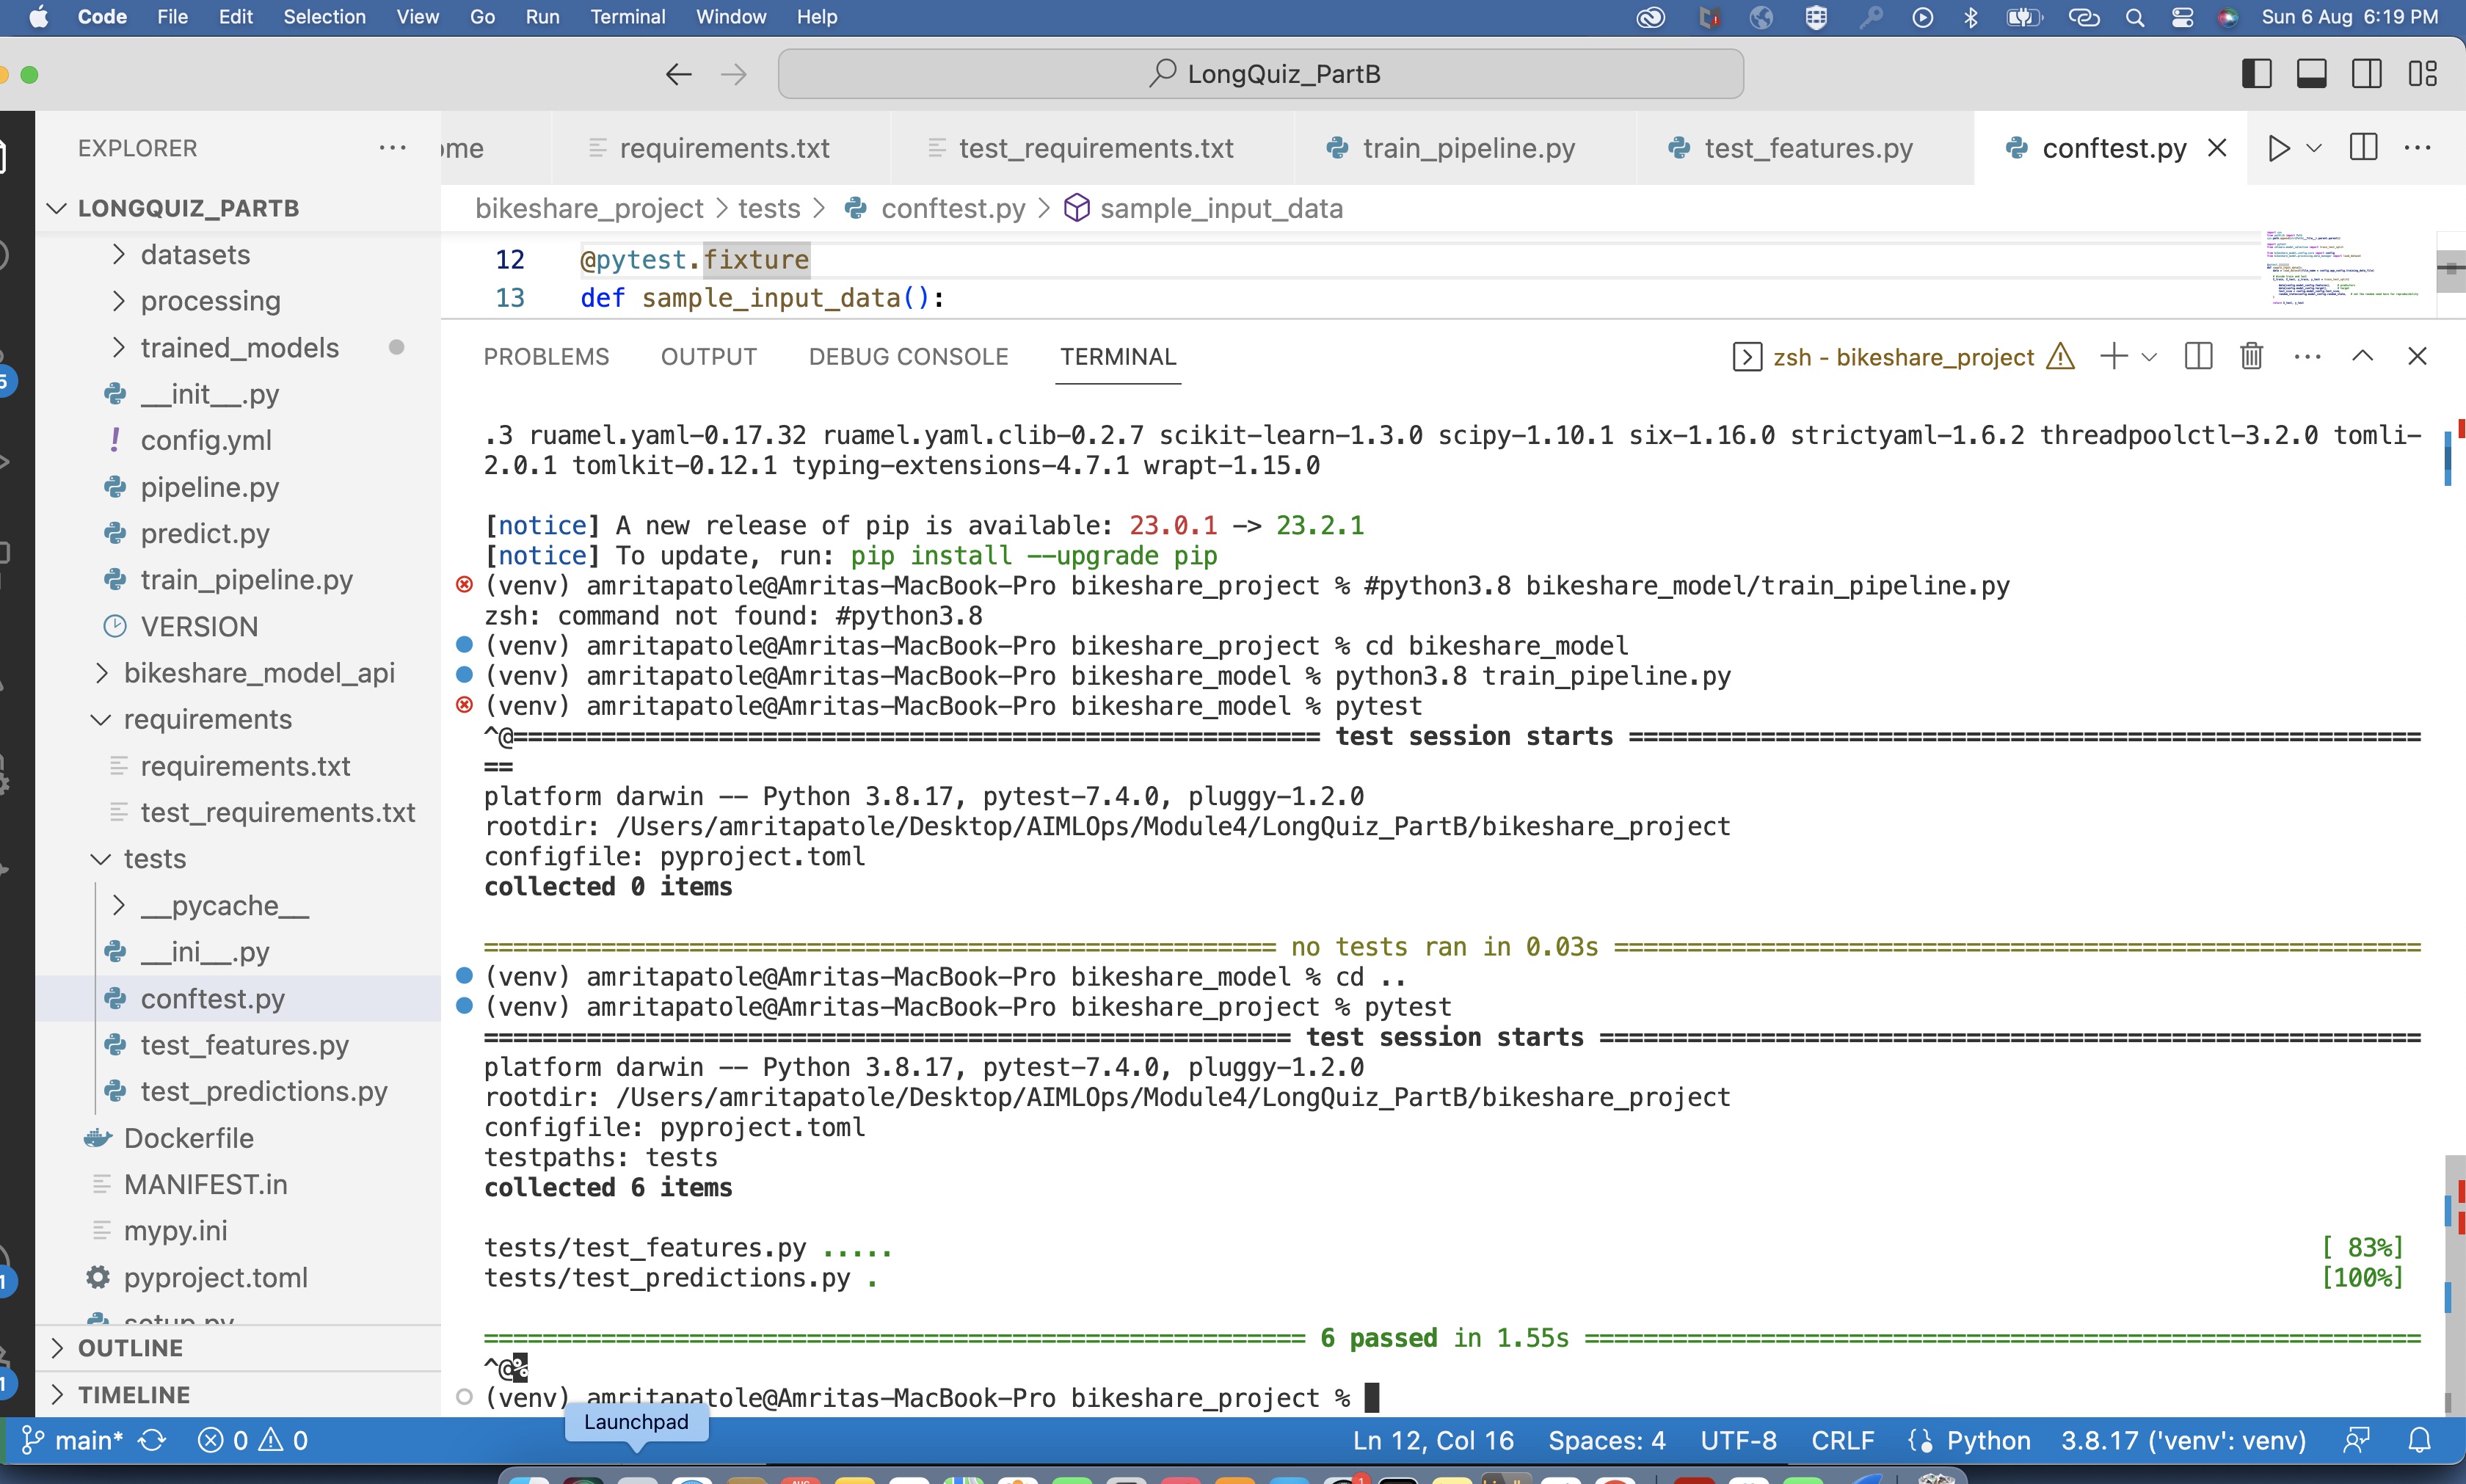 Code File Edit Selection View Go Run Terminal Window Help Sun 6 Aug 6:19 PM
LongQuiz_PartB
EXPLORER
ome requirements.txt test_requirements.txt train_pipeline.py test_features.py conftest.py
LONGQUIZ_PARTB
datasets
processing
trained_models
__init__.py
config.yml
pipeline.py
predict.py
train_pipeline.py
VERSION
bikeshare_model_api
requirements
requirements.txt
test_requirements.txt
tests
__pycache__
__ini__.py
conftest.py
test_features.py
test_predictions.py
Dockerfile
MANIFEST.in
mypy.ini
pyproject.toml
setup.py
OUTLINE
TIMELINE
5
1
1
bikeshare_project > tests > conftest.py > sample_input_data
12 @pytest.fixture
13 def sample_input_data():
PROBLEMS OUTPUT DEBUG CONSOLE TERMINAL zsh - bikeshare_project
.3 ruamel.yaml-0.17.32 ruamel.yaml.clib-0.2.7 scikit-learn-1.3.0 scipy-1.10.1 six-1.16.0 strictyaml-1.6.2 threadpoolctl-3.2.0 tomli-
2.0.1 tomlkit-0.12.1 typing-extensions-4.7.1 wrapt-1.15.0
[notice] A new release of pip is available: 23.0.1 -> 23.2.1
[notice] To update, run: pip install --upgrade pip
(venv) amritapatole@Amritas-MacBook-Pro bikeshare_project % #python3.8 bikeshare_model/train_pipeline.py
zsh: command not found: #python3.8
(venv) amritapatole@Amritas-MacBook-Pro bikeshare_project % cd bikeshare_model
(venv) amritapatole@Amritas-MacBook-Pro bikeshare_model % python3.8 train_pipeline.py
(venv) amritapatole@Amritas-MacBook-Pro bikeshare_model % pytest
^@======================================================= test session starts ======================================================
==
platform darwin -- Python 3.8.17, pytest-7.4.0, pluggy-1.2.0
rootdir: /Users/amritapatole/Desktop/AIMLOps/Module4/LongQuiz_PartB/bikeshare_project
configfile: pyproject.toml
collected 0 items
====================================================== no tests ran in 0.03s =======================================================
(venv) amritapatole@Amritas-MacBook-Pro bikeshare_model % cd ..
(venv) amritapatole@Amritas-MacBook-Pro bikeshare_project % pytest
======================================================= test session starts ========================================================
platform darwin -- Python 3.8.17, pytest-7.4.0, pluggy-1.2.0
rootdir: /Users/amritapatole/Desktop/AIMLOps/Module4/LongQuiz_PartB/bikeshare_project
configfile: pyproject.toml
testpaths: tests
collected 6 items
tests/test_features.py ..... [ 83%]
tests/test_predictions.py . [100%]
======================================================== 6 passed in 1.55s =========================================================
^@%
(venv) amritapatole@Amritas-MacBook-Pro bikeshare_project %
Launchpad
main* 0 0 Ln 12, Col 16 Spaces: 4 UTF-8 CRLF Python 3.8.17 ('venv': venv)